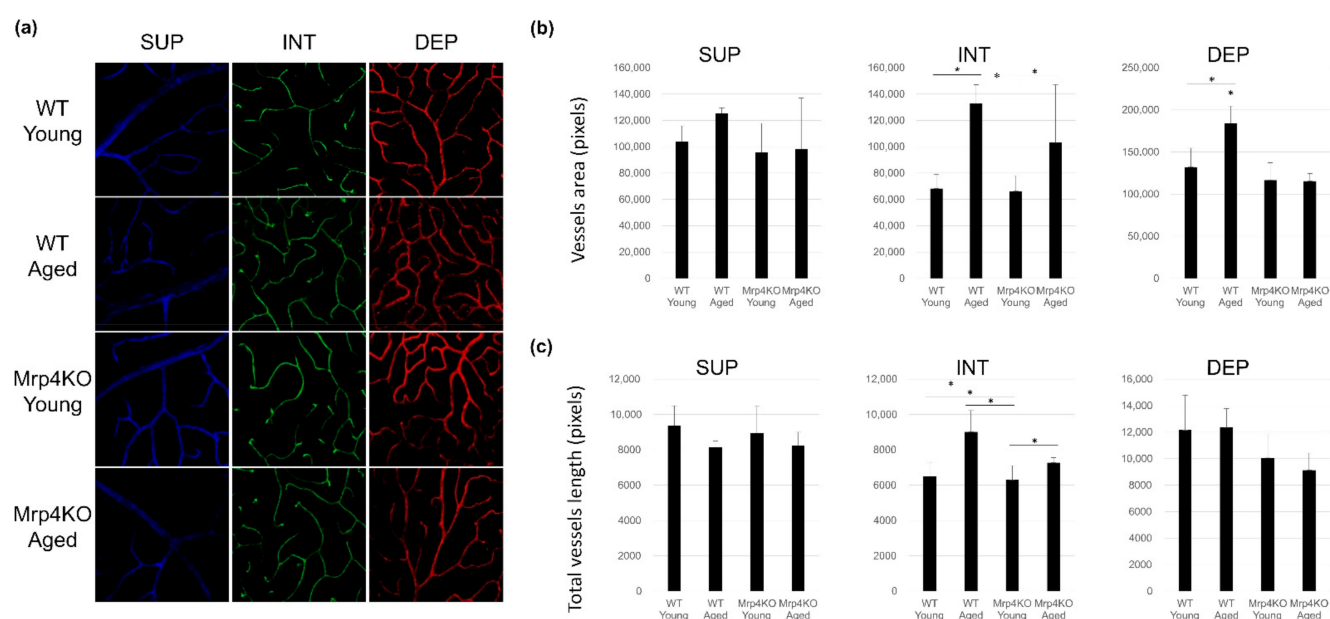 (a)
SUP INT DEP
WT
Young
WT
Aged
Mrp4KO
Young
Mrp4KO
Aged
(b)
Vessels area (pixels)
SUP
160,000
140,000
120,000
100,000
80,000
60,000
40,000
20,000
0
WT Young
WT Aged
Mrp4KO Young
Mrp4KO Aged
INT
160,000
140,000
120,000
100,000
80,000
60,000
40,000
20,000
0
* * *
WT Young
WT Aged
Mrp4KO Young
Mrp4KO Aged
DEP
250,000
200,000
150,000
100,000
50,000
0
*
*
WT Young
WT Aged
Mrp4KO Young
Mrp4KO Aged
(c)
Total vessels length (pixels)
SUP
12,000
10,000
8000
6000
4000
2000
0
WT Young
WT Aged
Mrp4KO Young
Mrp4KO Aged
INT
12,000
10,000
8000
6000
4000
2000
0
*
*
*
*
WT Young
WT Aged
Mrp4KO Young
Mrp4KO Aged
DEP
16,000
14,000
12,000
10,000
8000
6000
4000
2000
0
WT Young
WT Aged
Mrp4KO Young
Mrp4KO Aged